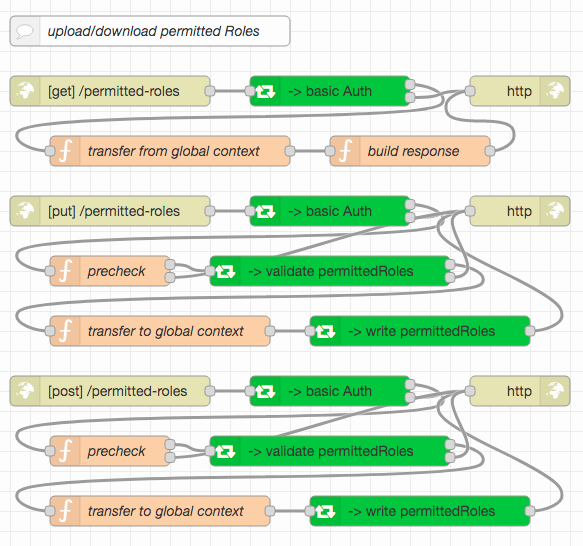 upload/download permitted Roles
[get] /permitted-roles
-> basic Auth
http
transfer from global context
build response
[put] /permitted-roles
-> basic Auth
http
precheck
-> validate permittedRoles
transfer to global context
-> write permittedRoles
[post] /permitted-roles
-> basic Auth
http
precheck
-> validate permittedRoles
transfer to global context
-> write permittedRoles